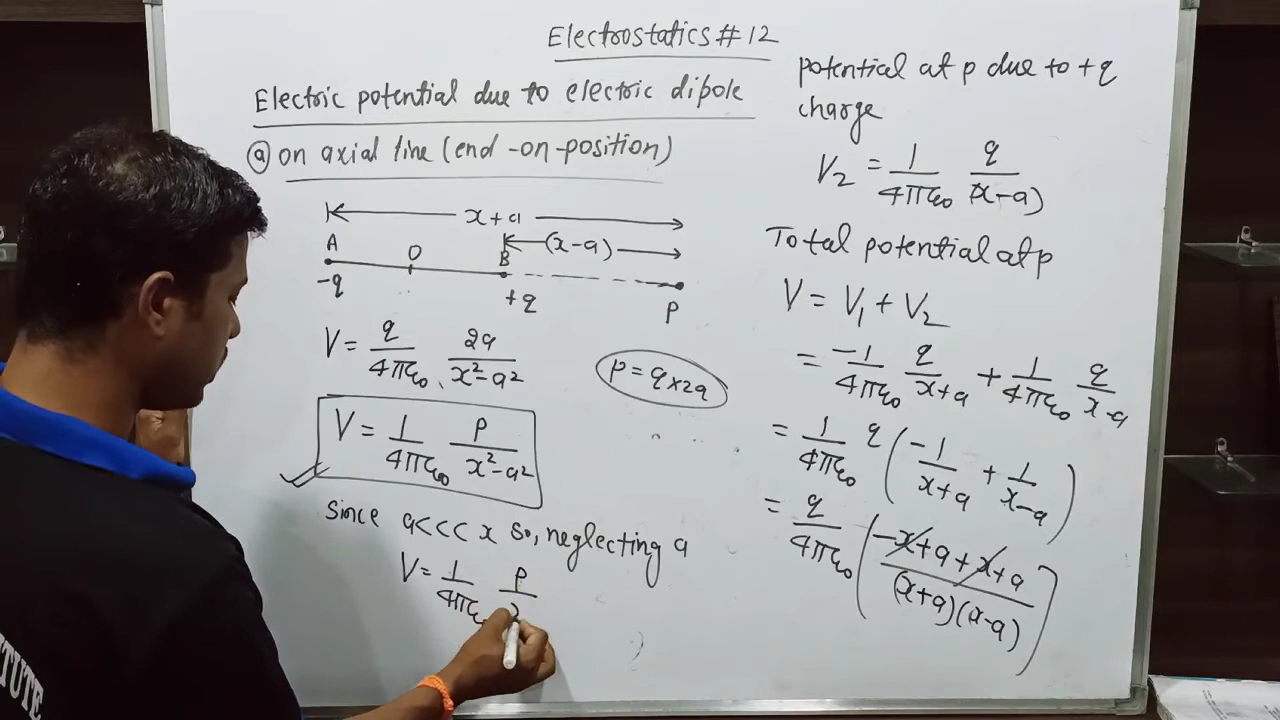 Electrostatics # 12
Electric potential due to electric dipole
ⓐ on axial line (end-on-position)
x+a
(x-a)
A O B
-q +q P
V = q/4πε₀ . 2a/x²-a²
p = q×2a
V = 1/4πε₀ p/x²-a²
Since a<<< x so, neglecting a
V = 1/4πε p/
potential at p due to +q
charge
V₂ = 1/4πε₀ q/(x-a)
Total potential at p
V = V₁ + V₂
= -1/4πε₀ q/x+a + 1/4πε₀ q/x-a
= 1/4πε₀ q (-1/x+a + 1/x-a)
= q/4πε₀ (-x+a+x+a/(x+a)(x-a))
TUTE